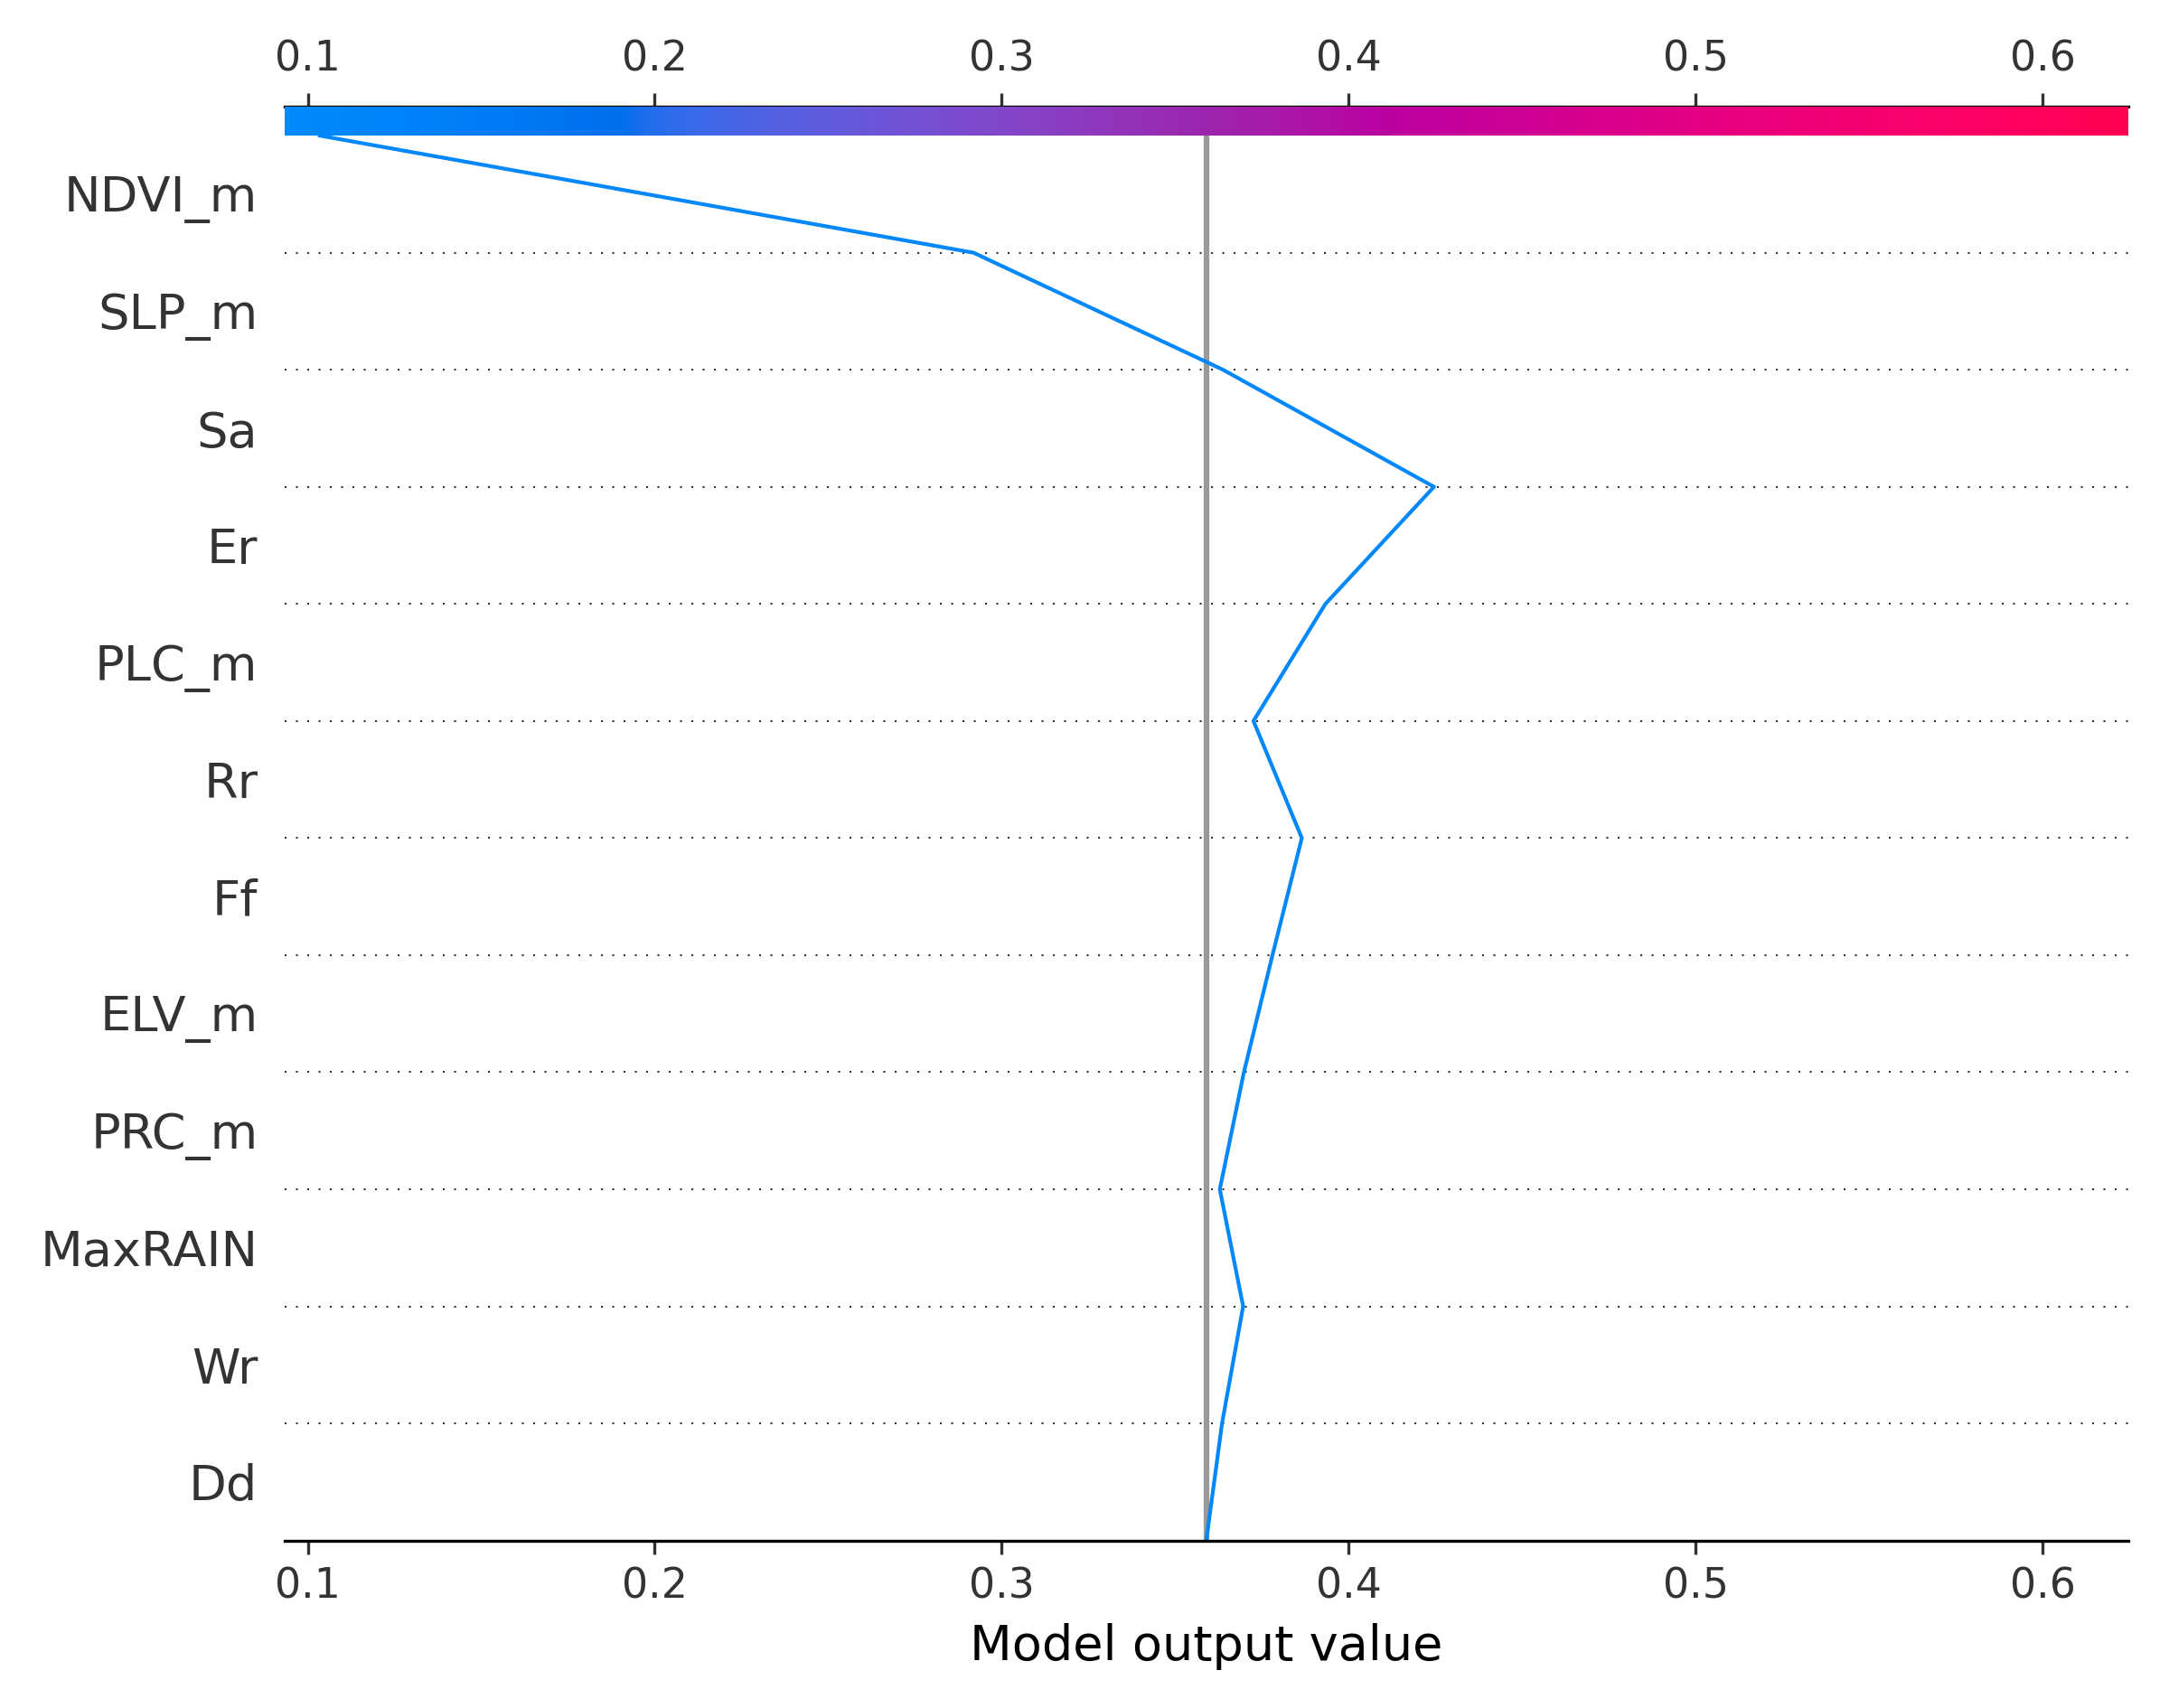 0.1 0.2 0.3 0.4 0.5 0.6
NDVI_m
SLP_m
Sa
Er
PLC_m
Rr
Ff
ELV_m
PRC_m
MaxRAIN
Wr
Dd
0.1 0.2 0.3 0.4 0.5 0.6
Model output value